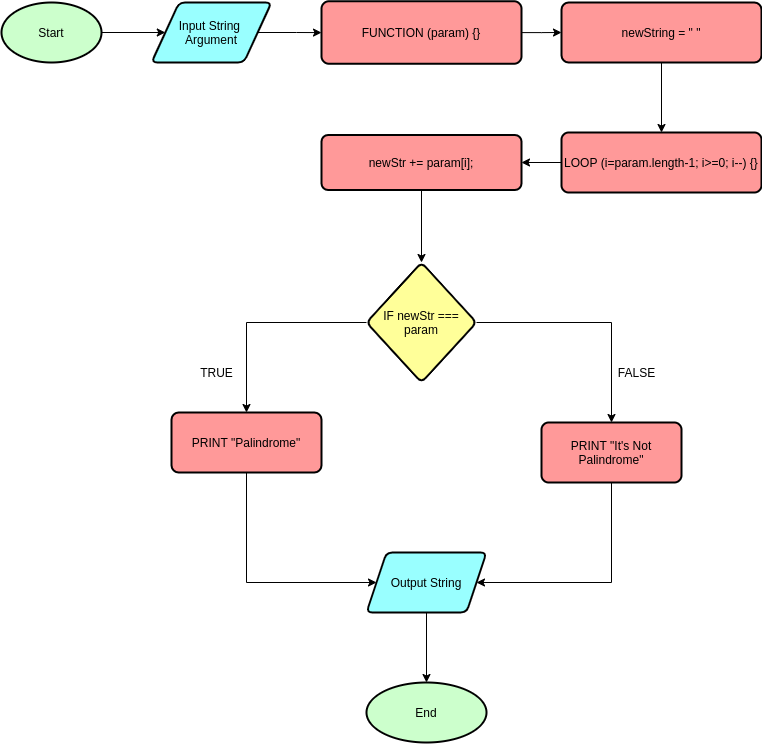 Start
Input String
Argument
FUNCTION (param) {}
newString = " "
LOOP (i=param.length-1; i>=0; i--) {}
newStr += param[i];
IF newStr ===
param
TRUE
FALSE
PRINT "Palindrome"
PRINT "It's Not
Palindrome"
Output String
End